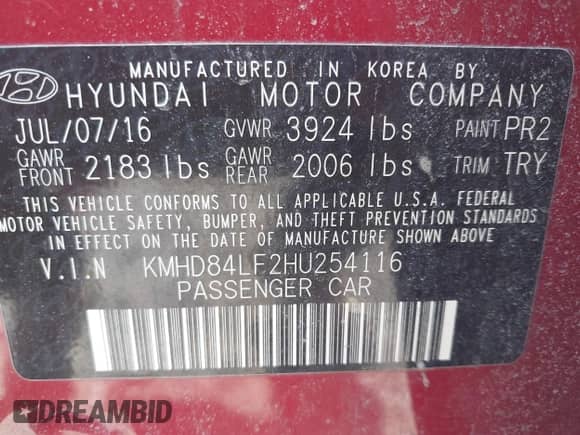 MANUFACTURED IN KOREA BY
HYUNDAI MOTOR COMPANY
JUL/07/16 GVWR 3924 lbs PAINT PR2
GAWR FRONT 2183 lbs GAWR REAR 2006 lbs TRIM TRY
THIS VEHICLE CONFORMS TO ALL APPLICABLE U.S.A. FEDERAL
MOTOR VEHICLE SAFETY, BUMPER, AND THEFT PREVENTION STANDARDS
IN EFFECT ON THE DATE OF MANUFACTURE SHOWN ABOVE
V.I.N KMHD84LF2HU254116
PASSENGER CAR
DREAMBID